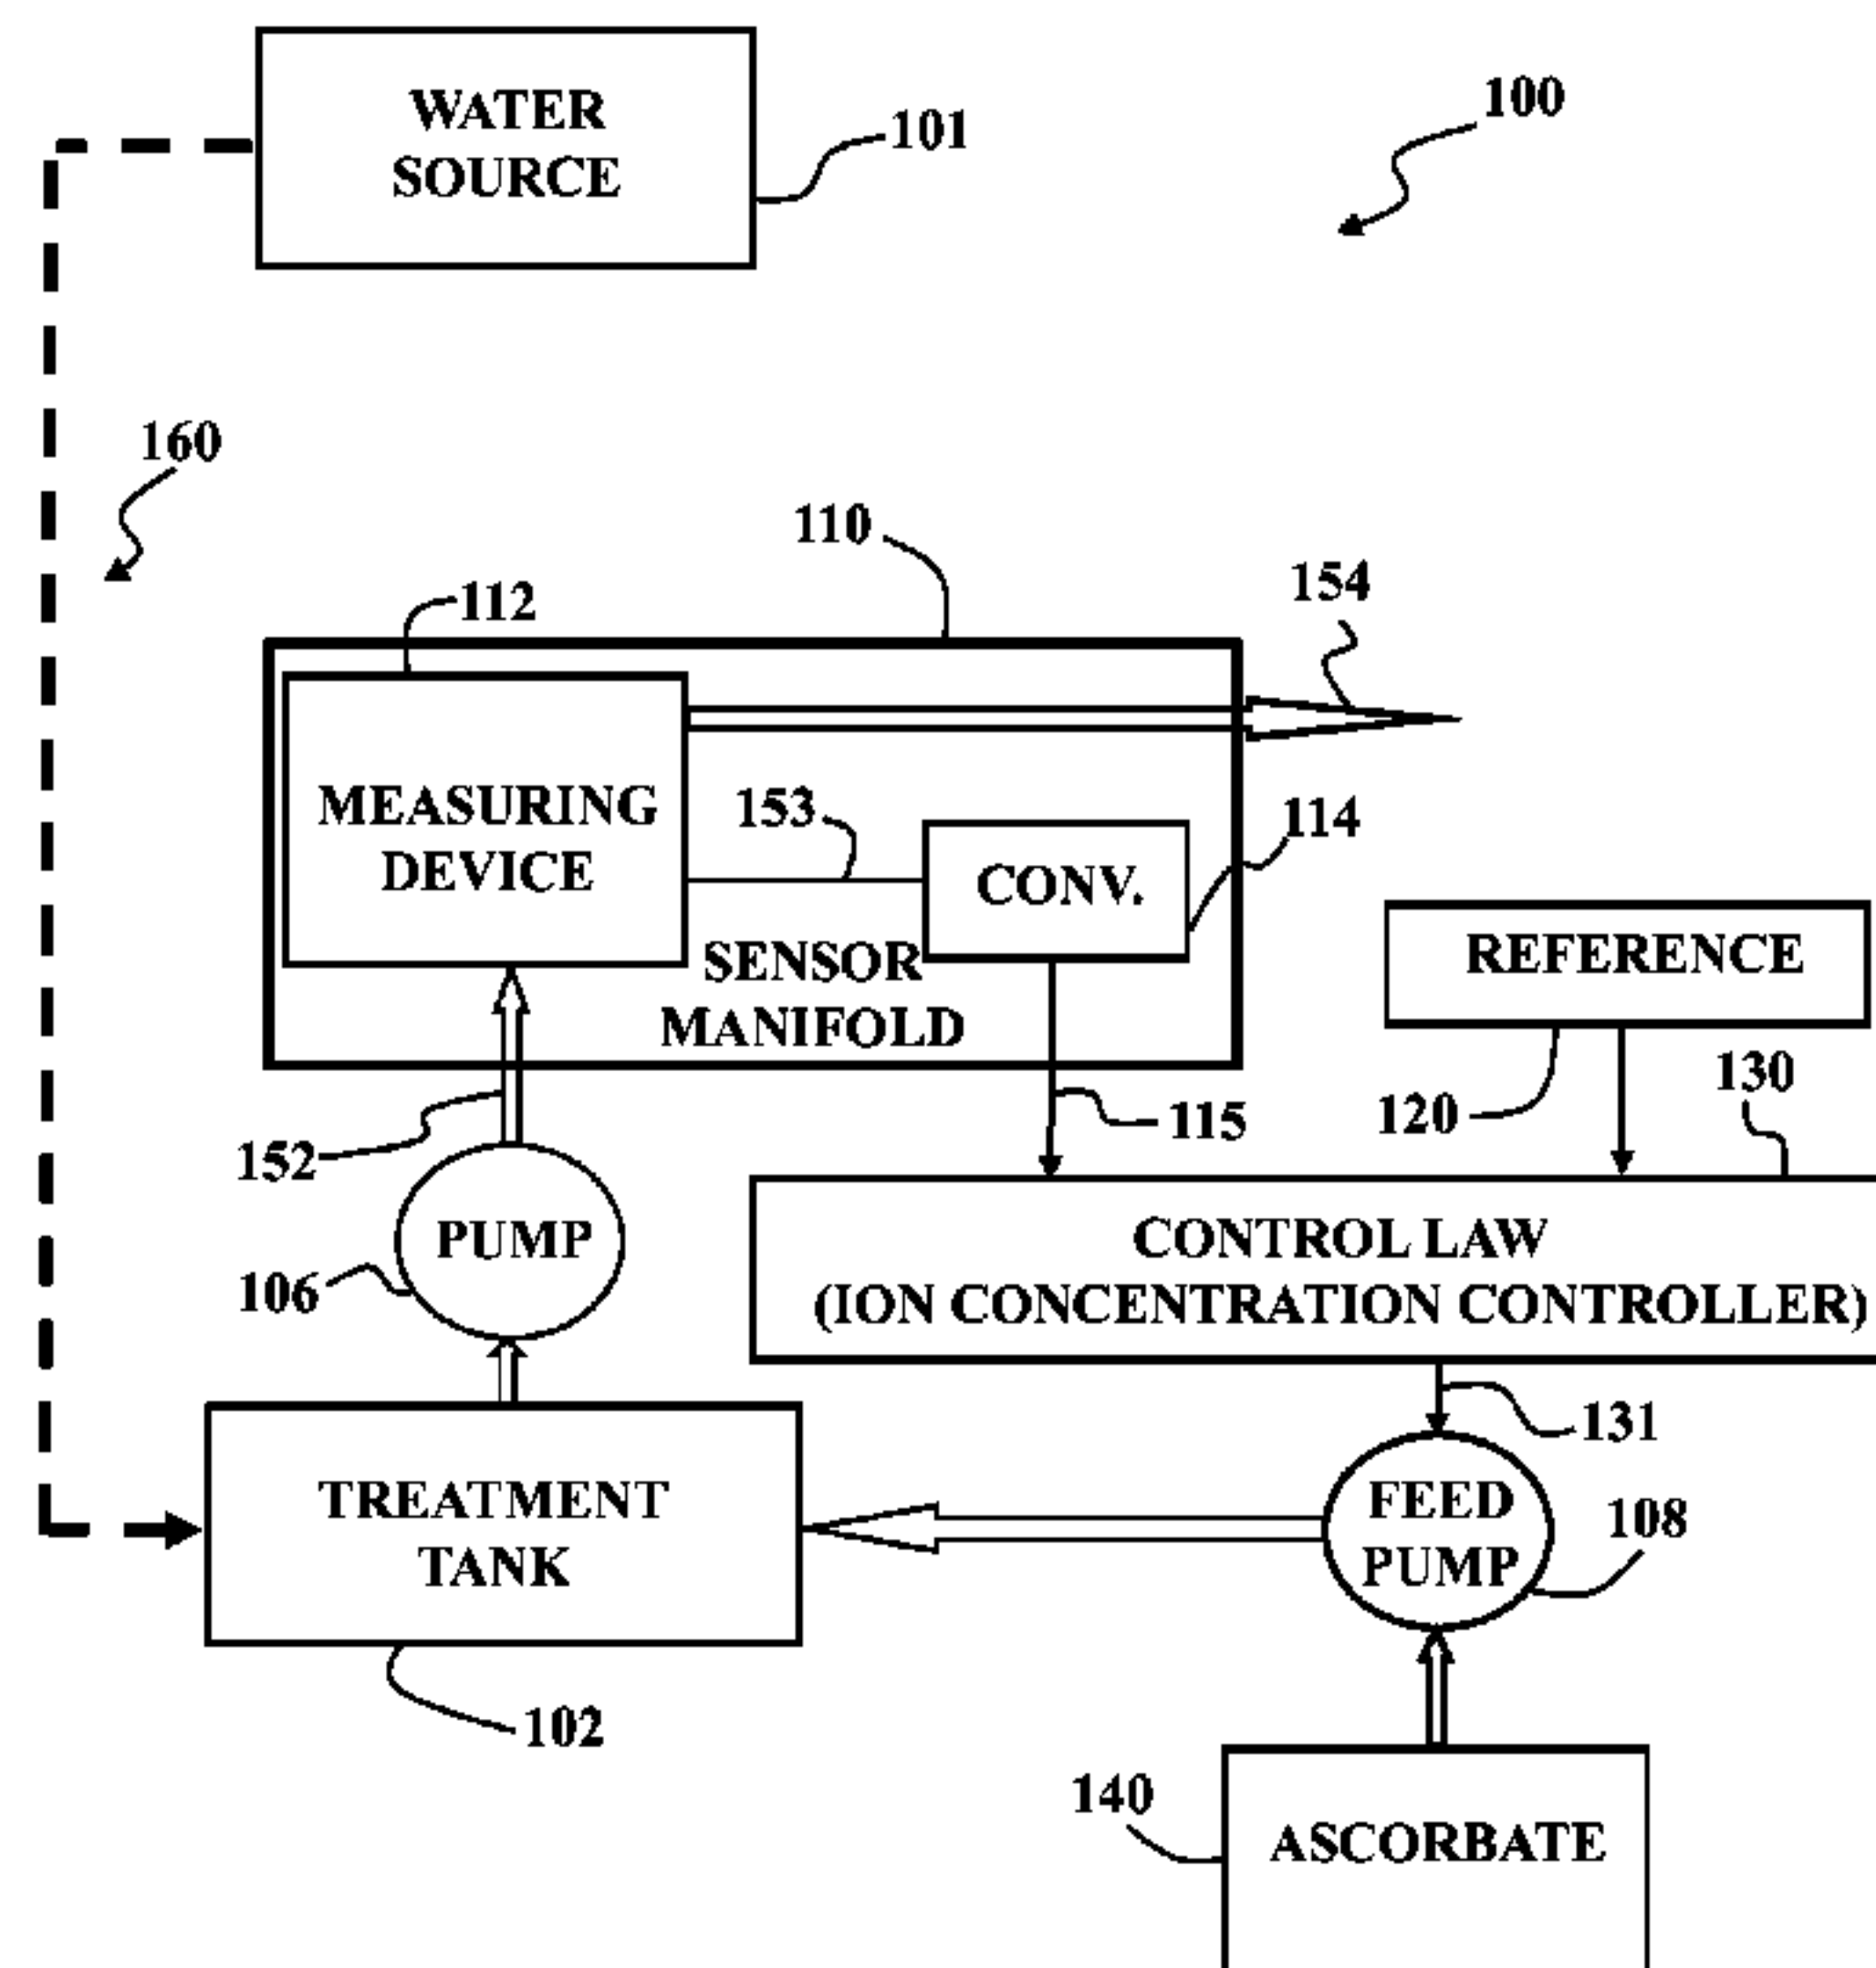 WATER
SOURCE
101
100
160
110
154
112
MEASURING
DEVICE
153
114
CONV.
SENSOR
MANIFOLD
REFERENCE
152
115
120
130
PUMP
106
CONTROL LAW
(ION CONCENTRATION CONTROLLER)
131
TREATMENT
TANK
FEED
PUMP
108
102
140
ASCORBATE